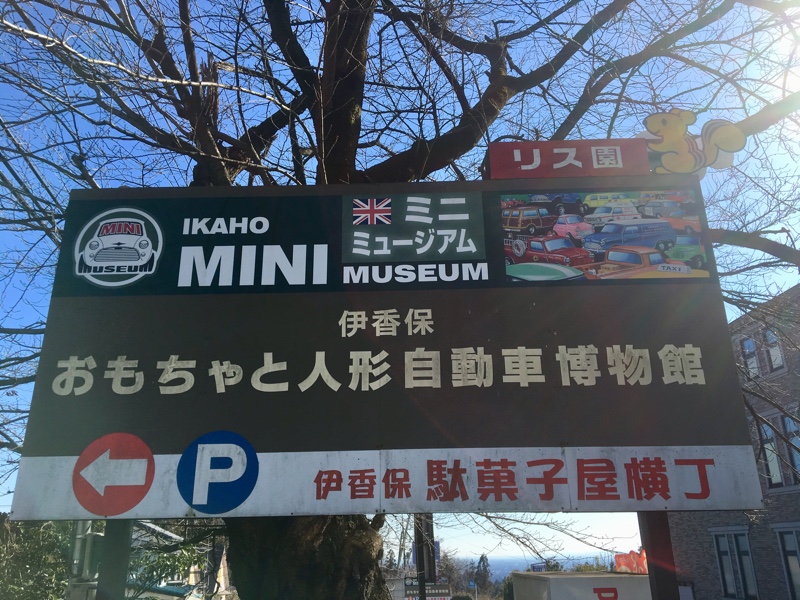 リス園
MINI
MUSEUM
IKAHO
MINI
ミニ
ミュージアム
MUSEUM
TAXI
伊香保
おもちゃと人形自動車博物館
P
伊香保 駄菓子屋横丁
P